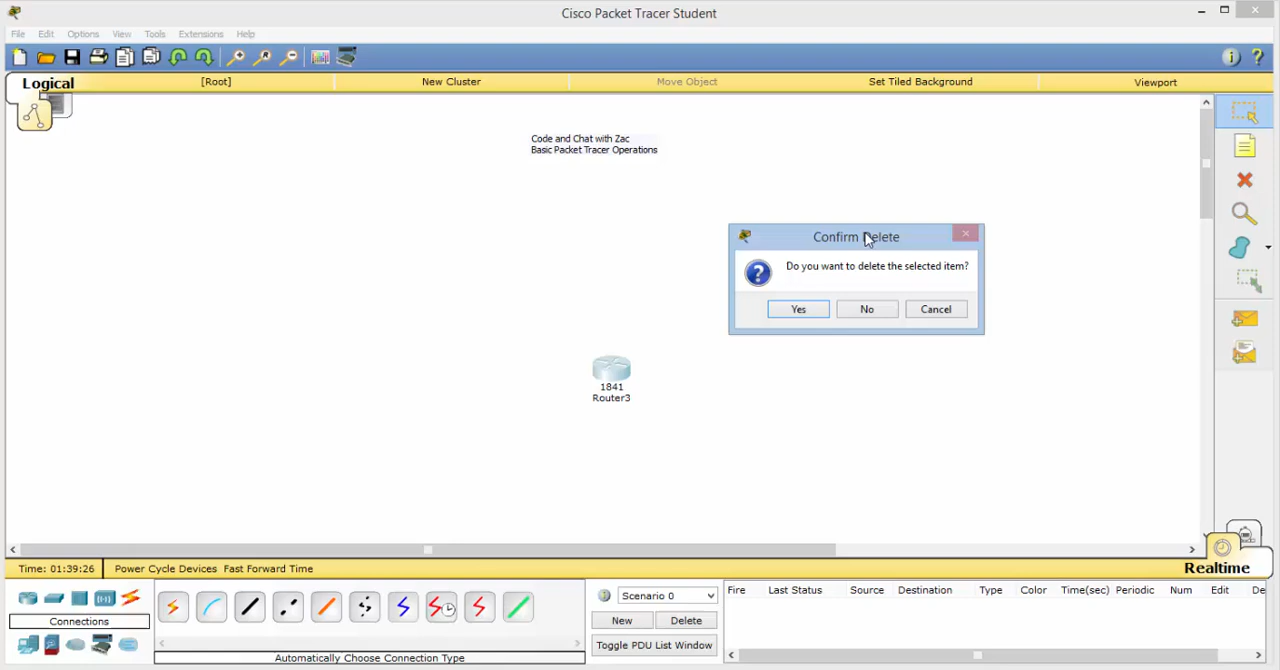 Cisco Packet Tracer Student
File Edit Options View Tools Extensions Help
Logical [Root] New Cluster Move Object Set Tiled Background Viewport
Code and Chat with Zac
Basic Packet Tracer Operations
Confirm Delete
Do you want to delete the selected item?
Yes No Cancel
1841
Router3
Time: 01:39:26 Power Cycle Devices Fast Forward Time Realtime
Connections
Automatically Choose Connection Type
Scenario 0
New Delete
Toggle PDU List Window
Fire Last Status Source Destination Type Color Time(sec) Periodic Num Edit De